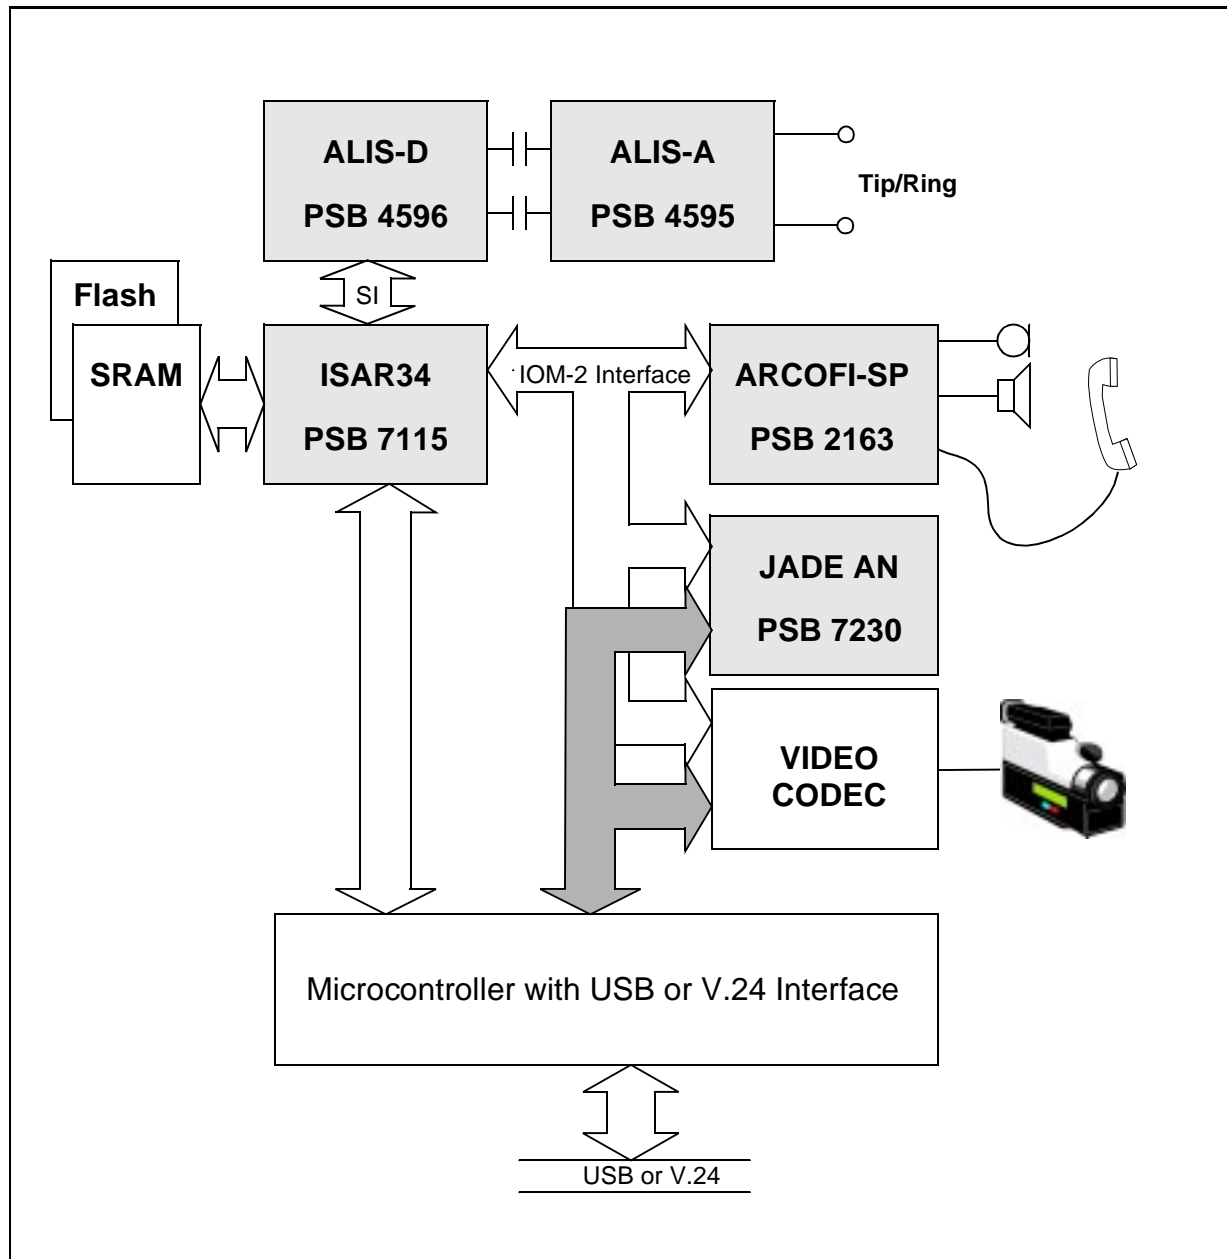 ALIS-D
PSB 4596
ALIS-A
PSB 4595
Tip/Ring
SI
Flash
SRAM
ISAR34
PSB 7115
IOM-2 Interface
ARCOFI-SP
PSB 2163
JADE AN
PSB 7230
VIDEO
CODEC
Microcontroller with USB or V.24 Interface
USB or V.24